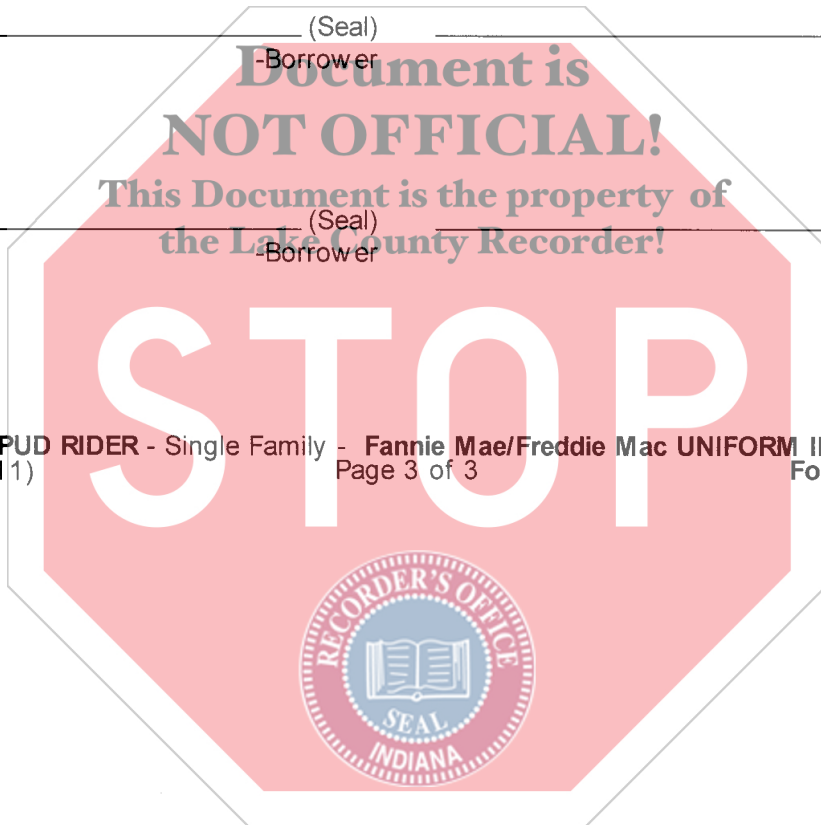 (Seal)
-Borrower
Document is
NOT OFFICIAL!
This Document is the property of
(Seal)
the Lake County Recorder!
-Borrower
STOP
PUD RIDER - Single Family - Fannie Mae/Freddie Mac UNIFORM
1) Page 3 of 3
RECORDER'S OFFICE
SEAL
INDIANA